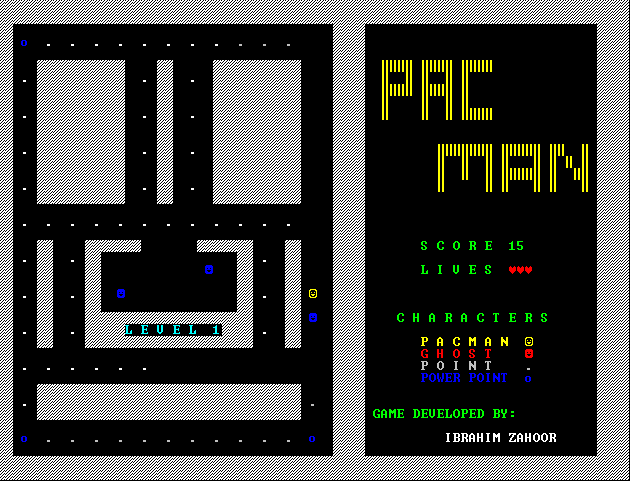 PAC
MAN
SCORE 15
LIVES ♥♥♥
CHARACTERS
PACMAN ☺
GHOST ☻
POINT -
POWER POINT ∩
LEVEL 1
GAME DEVELOPED BY:
IBRAHIM ZAHOOR